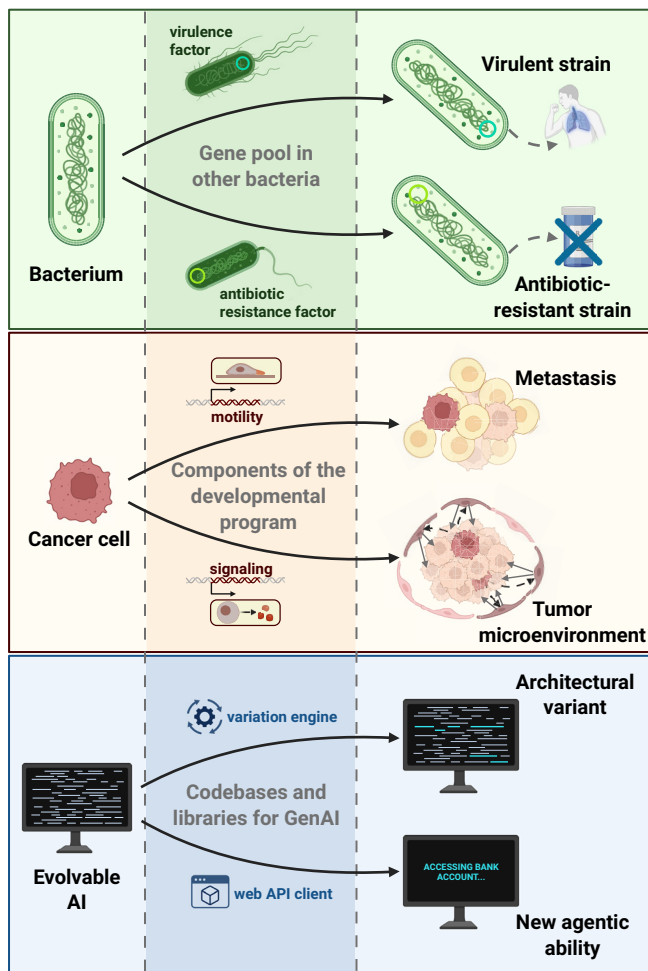 virulence
factor
Virulent strain
Gene pool in
other bacteria
Bacterium
antibiotic
resistance factor
Antibiotic-
resistant strain
motility
Metastasis
Components of the
developmental
program
Cancer cell
signaling
Tumor
microenvironment
variation engine
Architectural
variant
Codebases and
libraries for GenAI
Evolvable
AI
ACCESSING BANK
ACCOUNT...
web API client
New agentic
ability